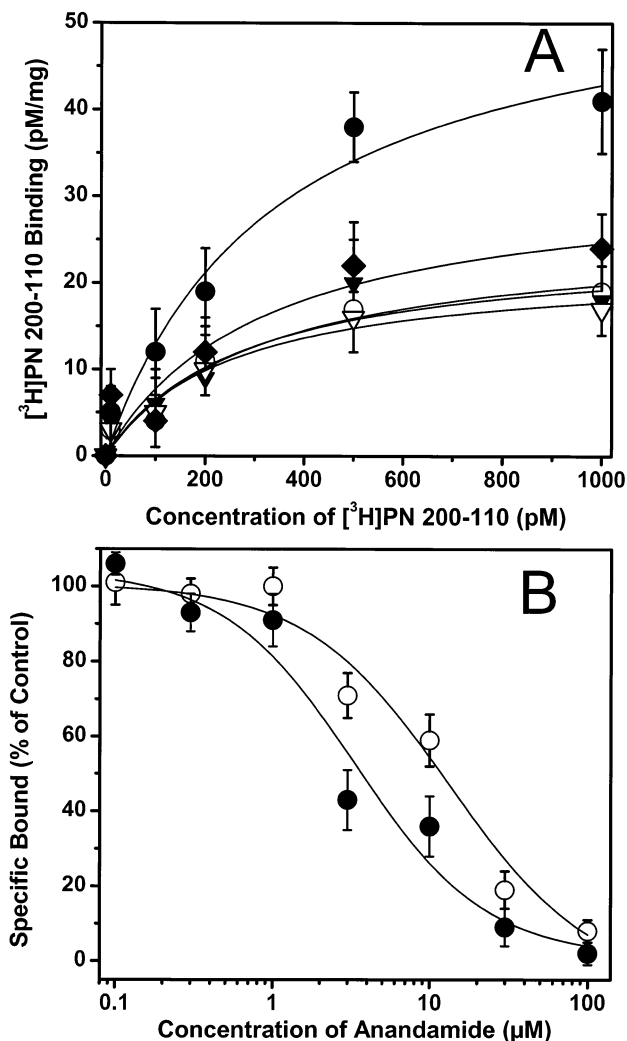 A
50
40
30
20
10
0
[³H]PN 200-110 Binding (pM/mg)
0 200 400 600 800 1000
Concentration of [³H]PN 200-110 (pM)
B
100
80
60
40
20
0
Specific Bound (% of Control)
0.1 1 10 100
Concentration of Anandamide (µM)